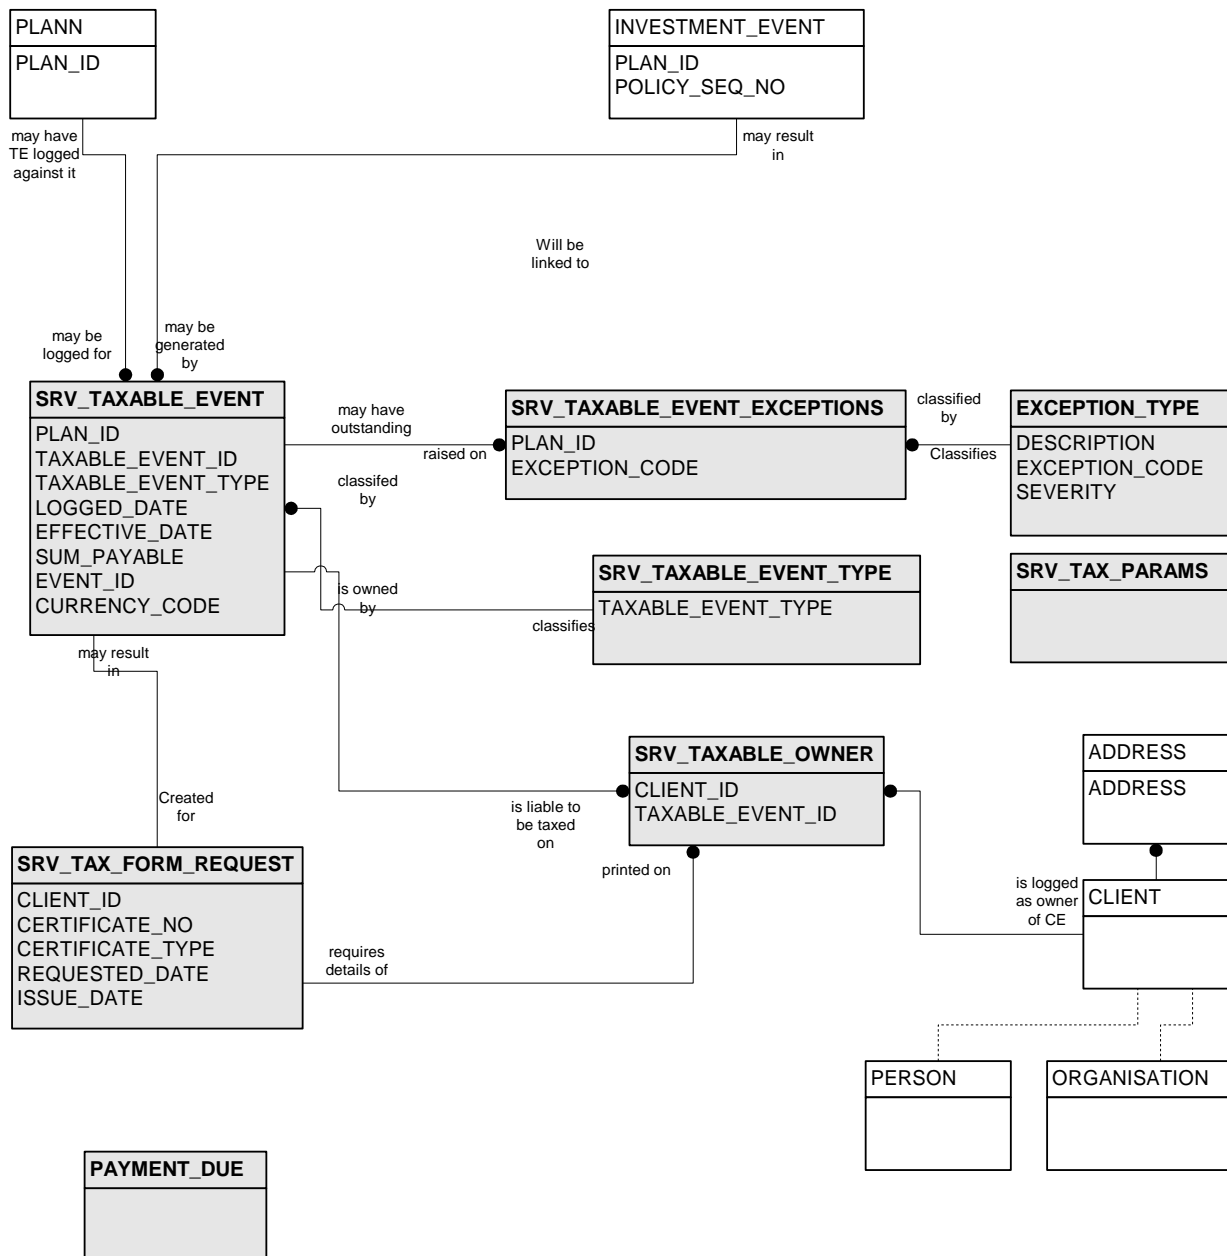 PLANN
PLAN_ID
INVESTMENT_EVENT
PLAN_ID
POLICY_SEQ_NO
may have
TE logged
against it
may result
in
Will be
linked to
may be
logged for
may be
generated
by
SRV_TAXABLE_EVENT
PLAN_ID
TAXABLE_EVENT_ID
TAXABLE_EVENT_TYPE
LOGGED_DATE
EFFECTIVE_DATE
SUM_PAYABLE
EVENT_ID
CURRENCY_CODE
may have
outstanding
raised on
SRV_TAXABLE_EVENT_EXCEPTIONS
PLAN_ID
EXCEPTION_CODE
classified
by
Classifies
EXCEPTION_TYPE
DESCRIPTION
EXCEPTION_CODE
SEVERITY
classifed
by
is owned
by
classifies
SRV_TAXABLE_EVENT_TYPE
TAXABLE_EVENT_TYPE
SRV_TAX_PARAMS
may result
in
Created
for
is liable to
be taxed
on
SRV_TAXABLE_OWNER
CLIENT_ID
TAXABLE_EVENT_ID
printed on
ADDRESS
ADDRESS
is logged
as owner
of CE
CLIENT
SRV_TAX_FORM_REQUEST
CLIENT_ID
CERTIFICATE_NO
CERTIFICATE_TYPE
REQUESTED_DATE
ISSUE_DATE
requires
details of
PERSON
ORGANISATION
PAYMENT_DUE